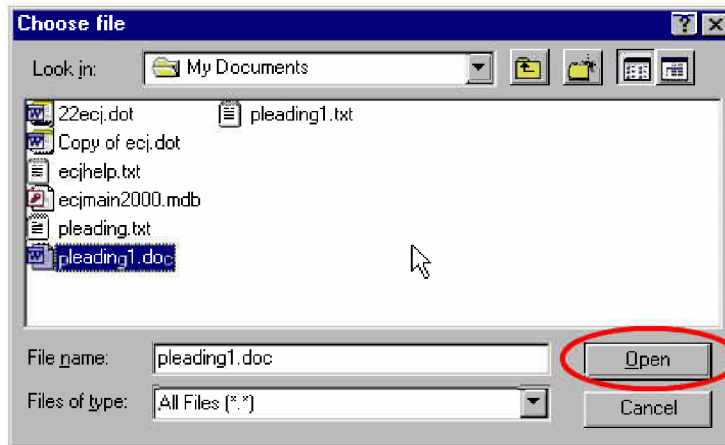 Choose file
Look in: My Documents
22ecj.dot pleading1.txt
Copy of ecj.dot
ecjhelp.txt
ecjmain2000.mdb
pleading.txt
pleading1.doc
File name: pleading1.doc Open
Files of type: All Files (*.*) Cancel